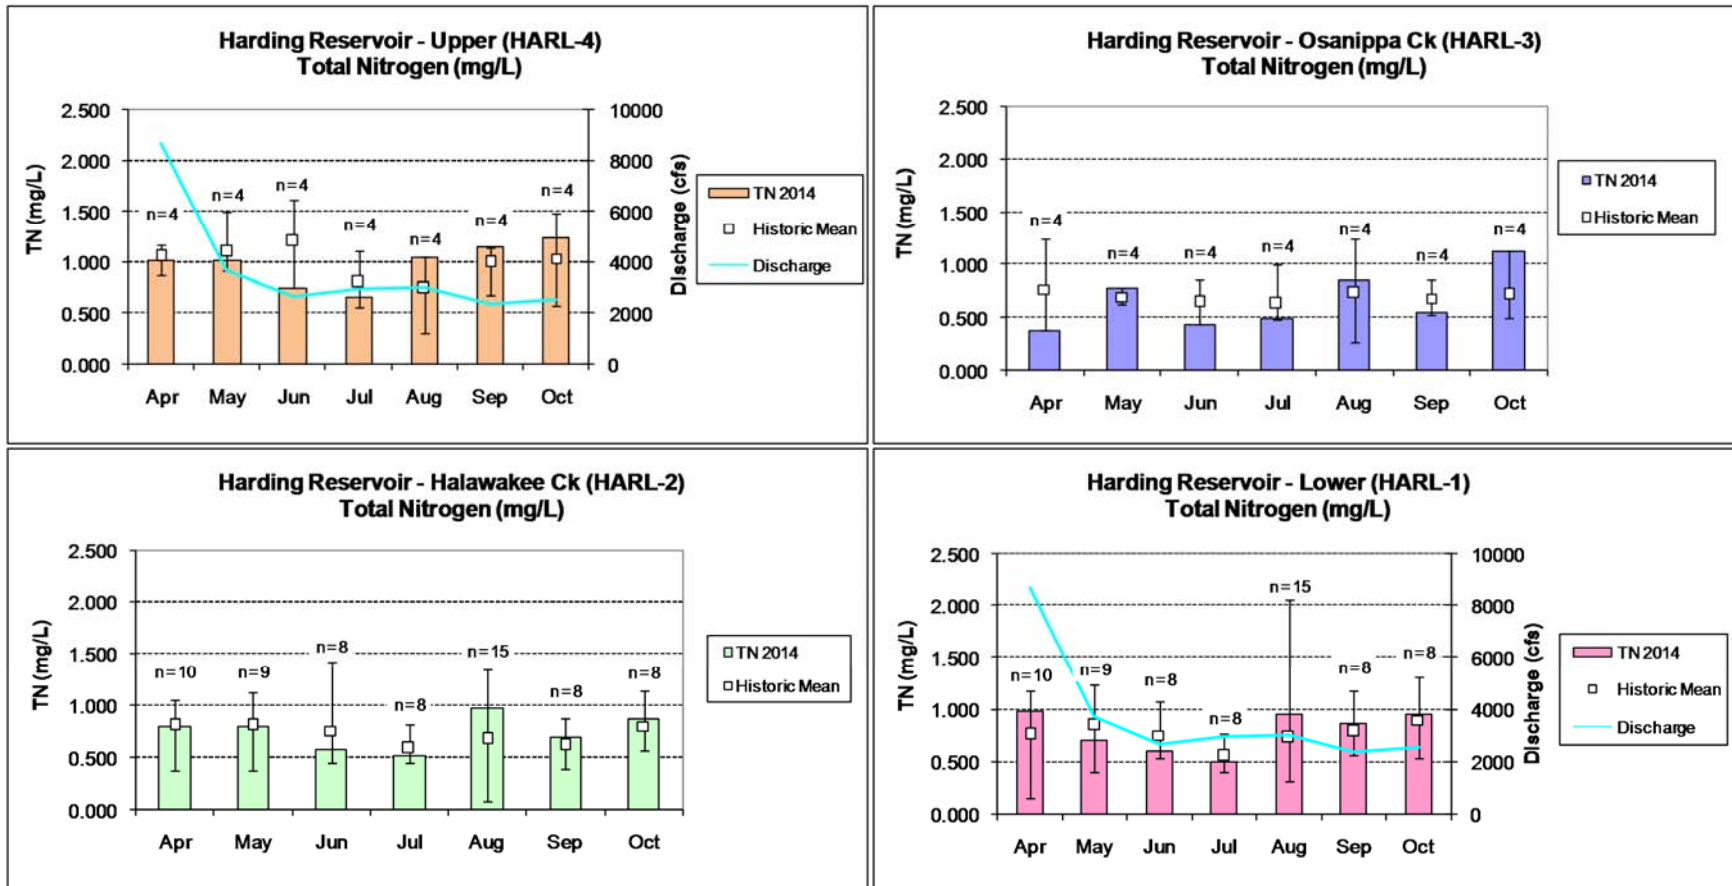 Harding Reservoir - Upper (HARL-4)
Total Nitrogen (mg/L)
TN (mg/L)
2.500
2.000
1.500
1.000
0.500
0.000
n=4
n=4
n=4
n=4
n=4
n=4
n=4
10000
8000
6000
4000
2000
0
Discharge (cfs)
Apr May Jun Jul Aug Sep Oct
TN 2014
Historic Mean
Discharge
Harding Reservoir - Osanippa Ck (HARL-3)
Total Nitrogen (mg/L)
TN (mg/L)
2.500
2.000
1.500
1.000
0.500
0.000
n=4
n=4
n=4
n=4
n=4
n=4
n=4
Apr May Jun Jul Aug Sep Oct
TN 2014
Historic Mean
Harding Reservoir - Halawakee Ck (HARL-2)
Total Nitrogen (mg/L)
TN (mg/L)
2.500
2.000
1.500
1.000
0.500
0.000
n=10
n=9
n=8
n=8
n=15
n=8
n=8
Apr May Jun Jul Aug Sep Oct
TN 2014
Historic Mean
Harding Reservoir - Lower (HARL-1)
Total Nitrogen (mg/L)
TN (mg/L)
2.500
2.000
1.500
1.000
0.500
0.000
n=10
n=9
n=8
n=8
n=15
n=8
n=8
10000
8000
6000
4000
2000
0
Discharge (cfs)
Apr May Jun Jul Aug Sep Oct
TN 2014
Historic Mean
Discharge